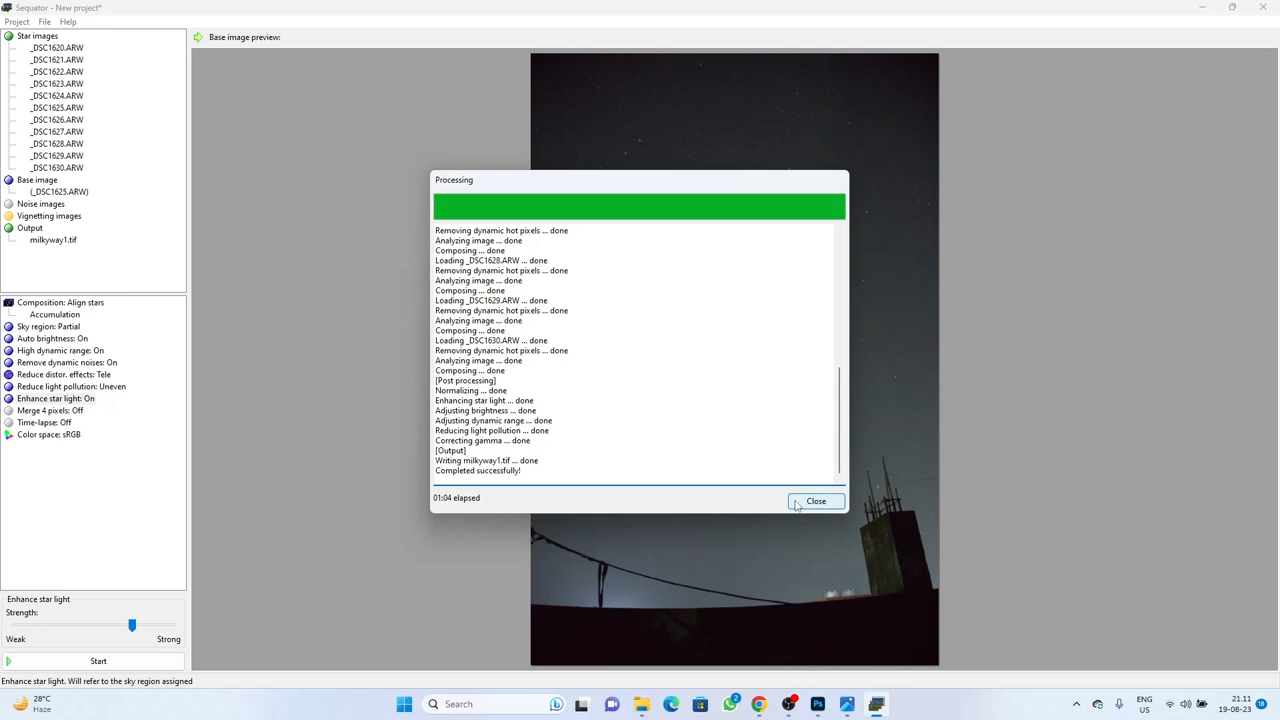 Sequator - New project*
Project File Help
Star images
_DSC1620.ARW
_DSC1621.ARW
_DSC1622.ARW
_DSC1623.ARW
_DSC1624.ARW
_DSC1625.ARW
_DSC1626.ARW
_DSC1627.ARW
_DSC1628.ARW
_DSC1629.ARW
_DSC1630.ARW
Base image
(_DSC1625.ARW)
Noise images
Vignetting images
Output
milkyway1.tif
Composition: Align stars
Accumulation
Sky region: Partial
Auto brightness: On
High dynamic range: On
Remove dynamic noises: On
Reduce distor. effects: Tele
Reduce light pollution: Uneven
Enhance star light: On
Merge 4 pixels: Off
Time-lapse: Off
Color space: sRGB
Enhance star light
Strength:
Weak Strong
Start
Enhance star light. Will refer to the sky region assigned
Base image preview:
Processing
Removing dynamic hot pixels ... done
Analyzing image ... done
Composing ... done
Loading _DSC1628.ARW ... done
Removing dynamic hot pixels ... done
Analyzing image ... done
Composing ... done
Loading _DSC1629.ARW ... done
Removing dynamic hot pixels ... done
Analyzing image ... done
Composing ... done
Loading _DSC1630.ARW ... done
Removing dynamic hot pixels ... done
Analyzing image ... done
Composing ... done
[Post processing]
Normalizing ... done
Enhancing star light ... done
Adjusting brightness ... done
Adjusting dynamic range ... done
Reducing light pollution ... done
Correcting gamma ... done
[Output]
Writing milkyway1.tif ... done
Completed successfully!
01:04 elapsed
Close
28°C
Haze
Search
2
Ps
ENG
US
21.11
19-08-23
18